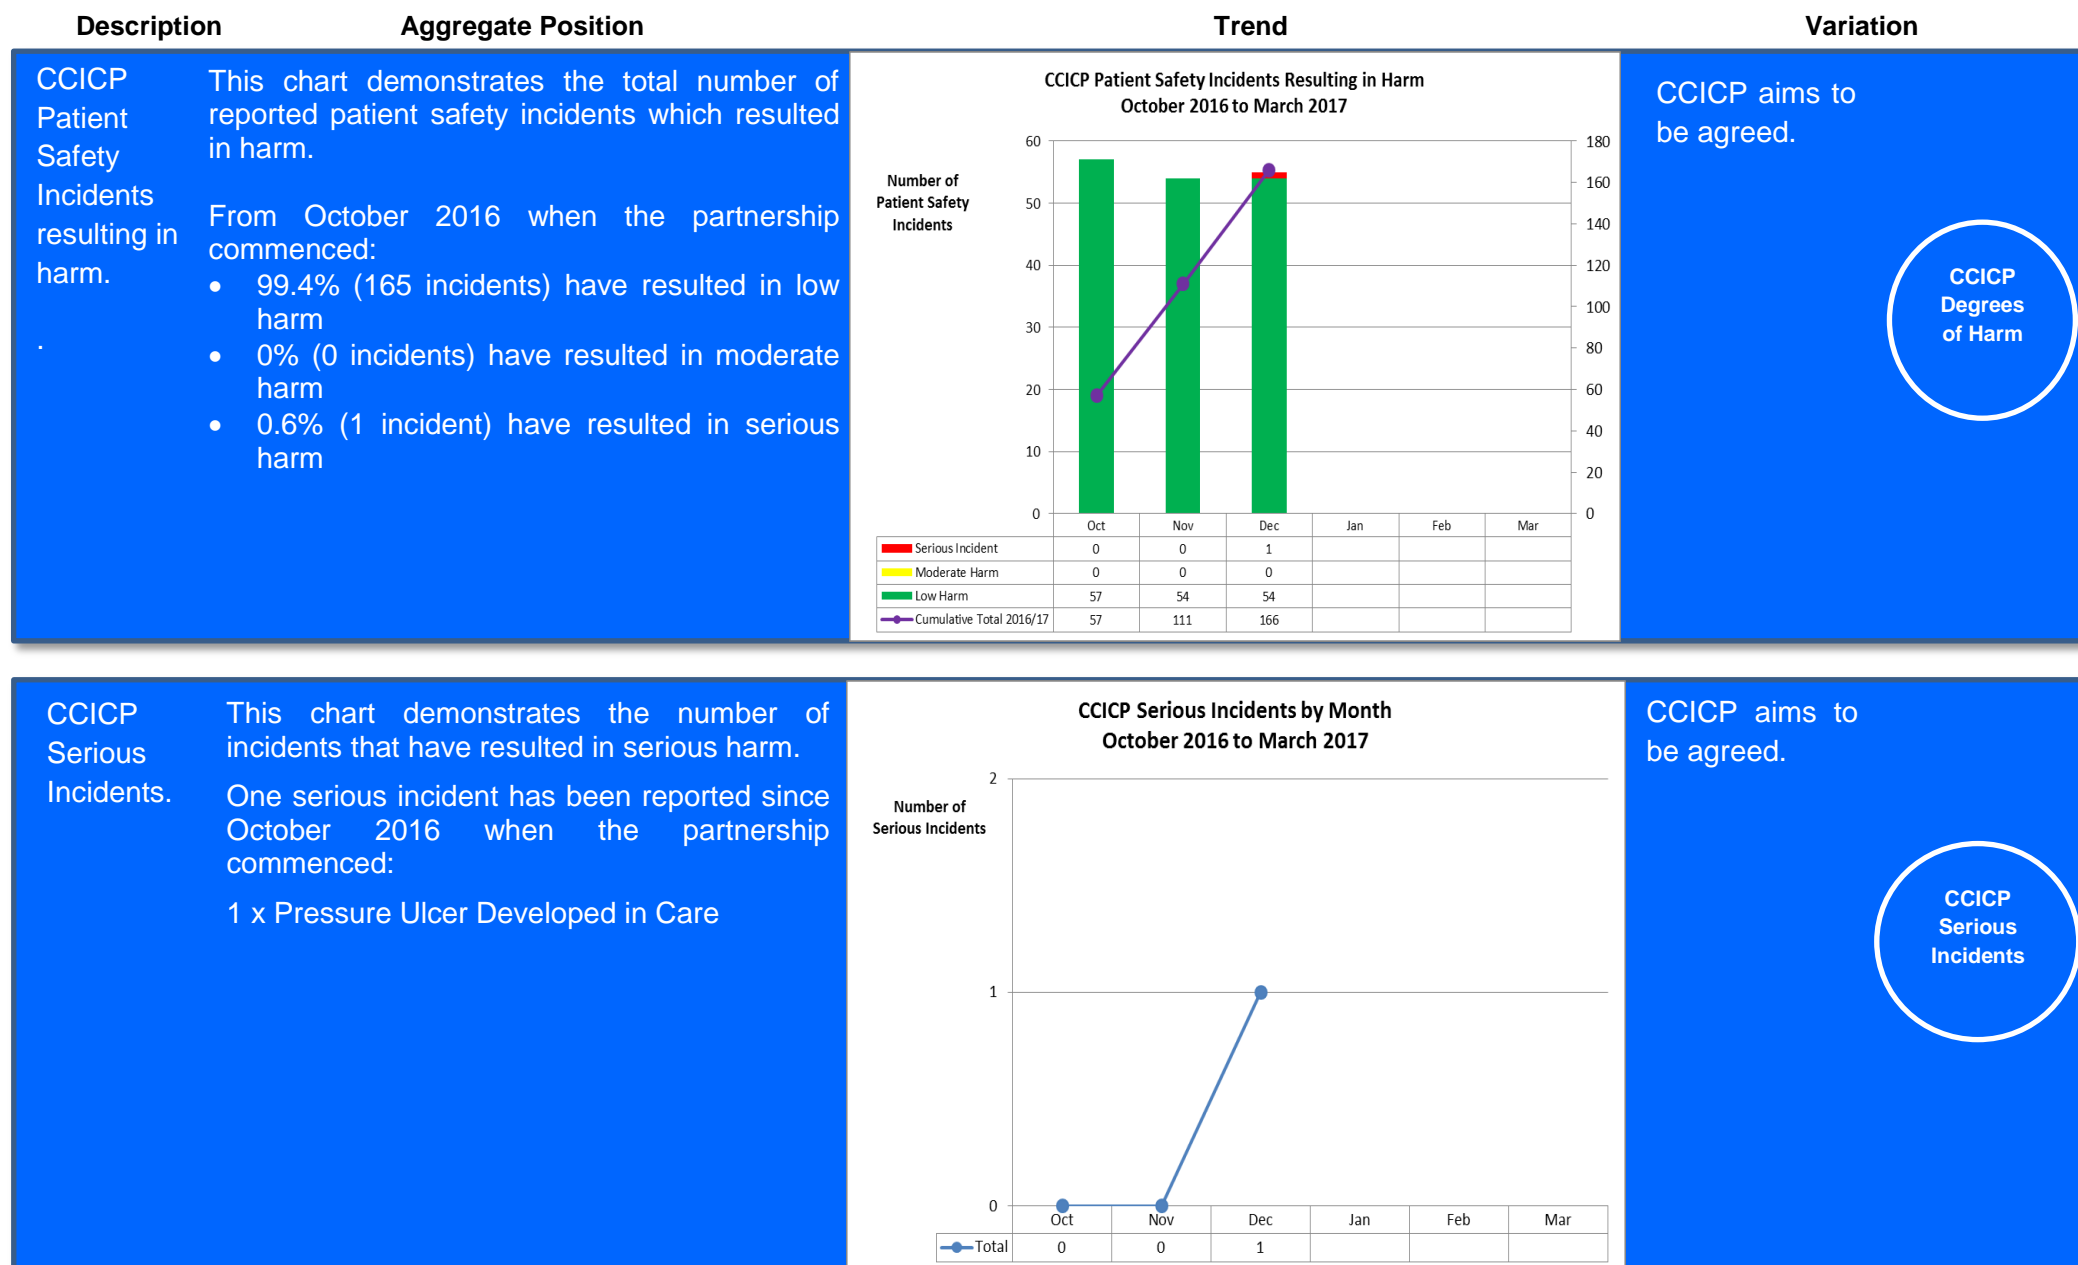 Description Aggregate Position Trend Variation
CCICP
Patient
Safety
Incidents
resulting in
harm.
.
This chart demonstrates the total number of
reported patient safety incidents which resulted
in harm.
From October 2016 when the partnership
commenced:
• 99.4% (165 incidents) have resulted in low
harm
• 0% (0 incidents) have resulted in moderate
harm
• 0.6% (1 incident) have resulted in serious
harm
CCICP Patient Safety Incidents Resulting in Harm
October 2016 to March 2017
Number of
Patient Safety
Incidents
60
50
40
30
20
10
0
180
160
140
120
100
80
60
40
20
0
Oct Nov Dec Jan Feb Mar
Serious Incident 0 0 1
Moderate Harm 0 0 0
Low Harm 57 54 54
Cumulative Total 2016/17 57 111 166
CCICP aims to
be agreed.
CCICP
Degrees
of Harm
CCICP
Serious
Incidents.
This chart demonstrates the number of
incidents that have resulted in serious harm.
One serious incident has been reported since
October 2016 when the partnership
commenced:
1 x Pressure Ulcer Developed in Care
CCICP Serious Incidents by Month
October 2016 to March 2017
Number of
Serious Incidents
2
1
0
Oct Nov Dec Jan Feb Mar
Total 0 0 1
CCICP aims to
be agreed.
CCICP
Serious
Incidents